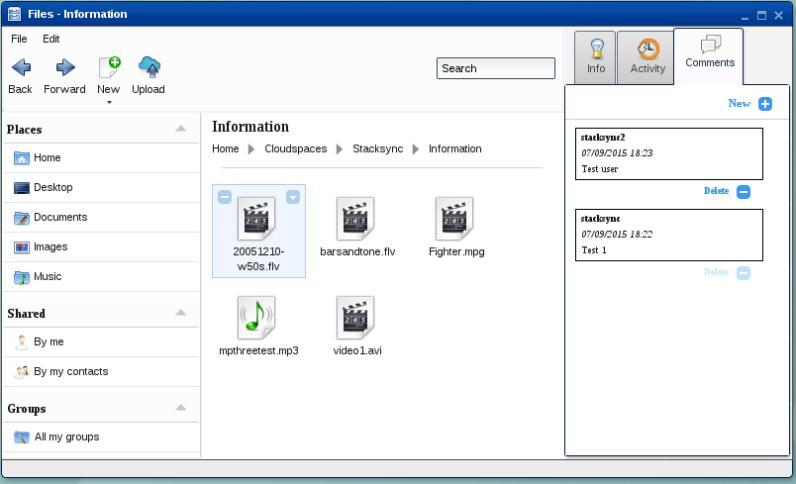 Files - Information
File Edit
Back Forward New Upload
Search
Info Activity Comments
New
Places
Home
Desktop
Documents
Images
Music
Shared
By me
By my contacts
Groups
All my groups
Information
Home Cloudspaces Stacksync Information
20051210-
w50s.flv
barsandtone.flv
Fighter.mpg
mpthreetest.mp3
video1.avi
stacksync2
07/09/2015 18:23
Test user
Delete
stacksync
07/09/2015 18:22
Test 1
Delete